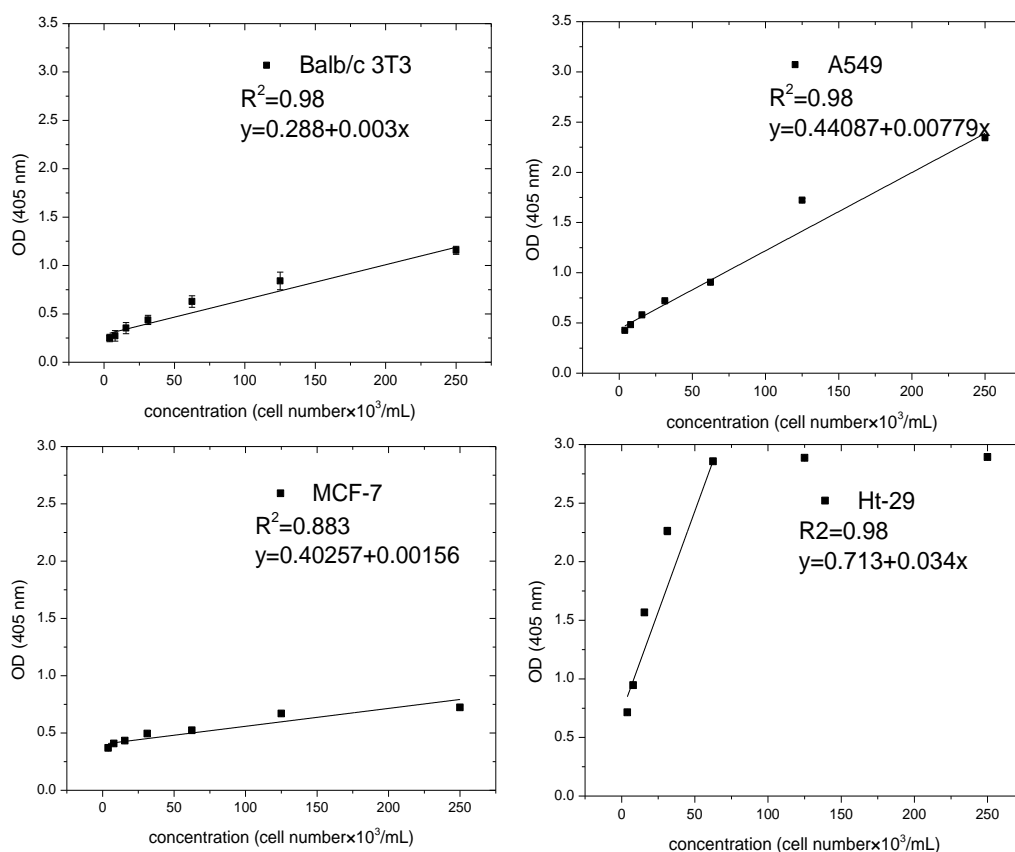 3.5
3.0
2.5
2.0
1.5
1.0
0.5
0.0
OD (405 nm)
Balb/c 3T3
R²=0.98
y=0.288+0.003x
0 50 100 150 200 250
concentration (cell number×10³/mL)
3.5
3.0
2.5
2.0
1.5
1.0
0.5
0.0
OD (405 nm)
A549
R²=0.98
y=0.44087+0.00779x
0 50 100 150 200 250
concentration (cell number×10³/mL)
3.0
2.5
2.0
1.5
1.0
0.5
0.0
OD (405 nm)
MCF-7
R²=0.883
y=0.40257+0.00156
0 50 100 150 200 250
concentration (cell number×10³/mL)
3.0
2.5
2.0
1.5
1.0
0.5
0.0
OD (405 nm)
Ht-29
R2=0.98
y=0.713+0.034x
0 50 100 150 200 250
concentration (cell number×10³/mL)